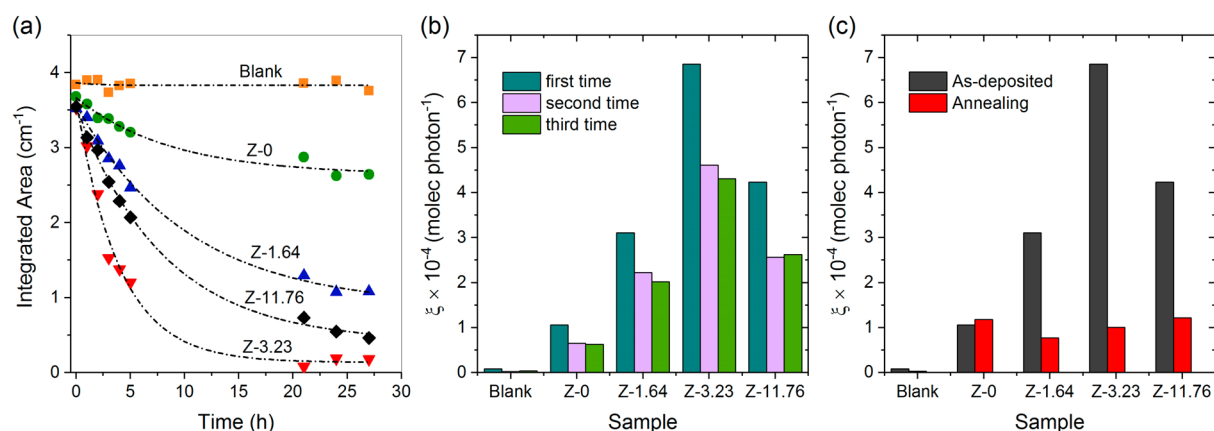 (a)
Integrated Area (cm⁻¹)
4
3
2
1
0
Blank
Z-0
Z-1.64
Z-11.76
Z-3.23
0 5 10 15 20 25 30
Time (h)
(b)
ξ × 10⁻⁴ (molec photon⁻¹)
7
6
5
4
3
2
1
0
first time
second time
third time
Blank Z-0 Z-1.64 Z-3.23 Z-11.76
Sample
(c)
ξ × 10⁻⁴ (molec photon⁻¹)
7
6
5
4
3
2
1
0
As-deposited
Annealing
Blank Z-0 Z-1.64 Z-3.23 Z-11.76
Sample